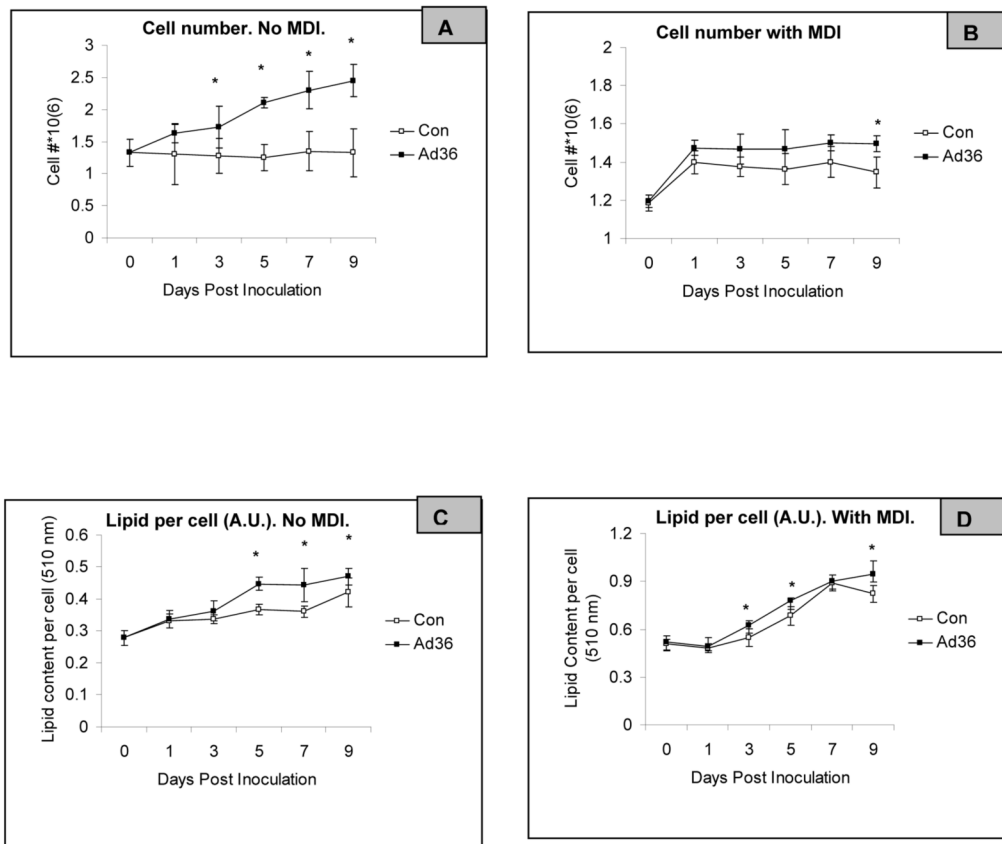 Cell number. No MDI.
A
3
2.5
2
1.5
1
0.5
0
Cell #*10(6)
* * * *
0 1 3 5 7 9
Days Post Inoculation
Con
Ad36
Cell number with MDI
B
2
1.8
1.6
1.4
1.2
1
Cell #*10(6)
*
0 1 3 5 7 9
Days Post Inoculation
Con
Ad36
Lipid per cell (A.U.). No MDI.
C
0.6
0.5
0.4
0.3
0.2
0.1
0
Lipid content per cell (510 nm)
* * *
0 1 3 5 7 9
Days Post Inoculation
Con
Ad36
Lipid per cell (A.U.). With MDI.
D
1.2
0.9
0.6
0.3
0
Lipid Content per cell
(510 nm)
* * *
0 1 3 5 7 9
Days Post Inoculation
Con
Ad36